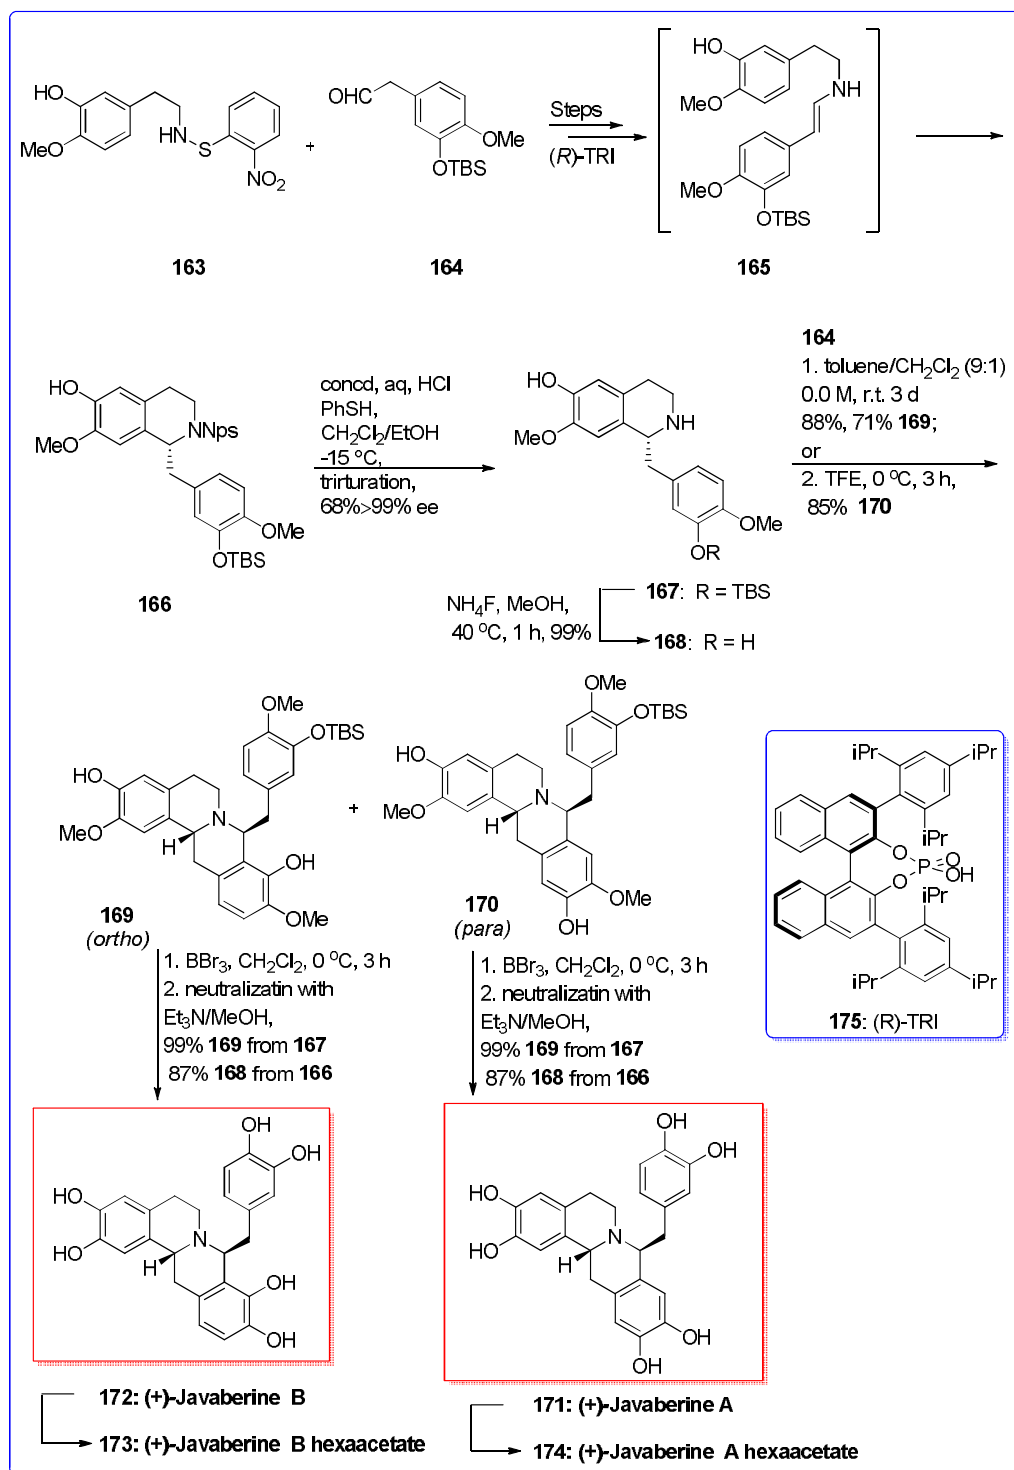 HO
MeO
HN
S
NO2
163
+
OHC
OMe
OTBS
164
Steps
(R)-TRI
HO
MeO
NH
MeO
OTBS
165
HO
MeO
NNps
OMe
OTBS
166
concd, aq, HCl
PhSH,
CH2Cl2/EtOH
-15 °C,
trirturation,
68%>99% ee
HO
MeO
NH
OMe
OR
167: R = TBS
NH4F, MeOH,
40 °C, 1 h, 99%
168: R = H
164
1. toluene/CH2Cl2 (9:1)
0.0 M, r.t. 3 d
88%, 71% 169;
or
2. TFE, 0 °C, 3 h,
85% 170
OMe
OTBS
HO
MeO
N
H
OH
OMe
169
(ortho)
+
OMe
OTBS
HO
MeO
N
H
OMe
OH
170
(para)
iPr
iPr
iPr
O
P
O
OH
O
iPr
iPr
iPr
175: (R)-TRI
1. BBr3, CH2Cl2, 0 °C, 3 h
2. neutralizatin with
Et3N/MeOH,
99% 169 from 167
87% 168 from 166
1. BBr3, CH2Cl2, 0 °C, 3 h
2. neutralizatin with
Et3N/MeOH,
99% 169 from 167
87% 168 from 166
OH
OH
HO
OH
N
H
OH
OH
OH
OH
HO
HO
N
H
OH
OH
172: (+)-Javaberine B
173: (+)-Javaberine B hexaacetate
171: (+)-Javaberine A
174: (+)-Javaberine A hexaacetate